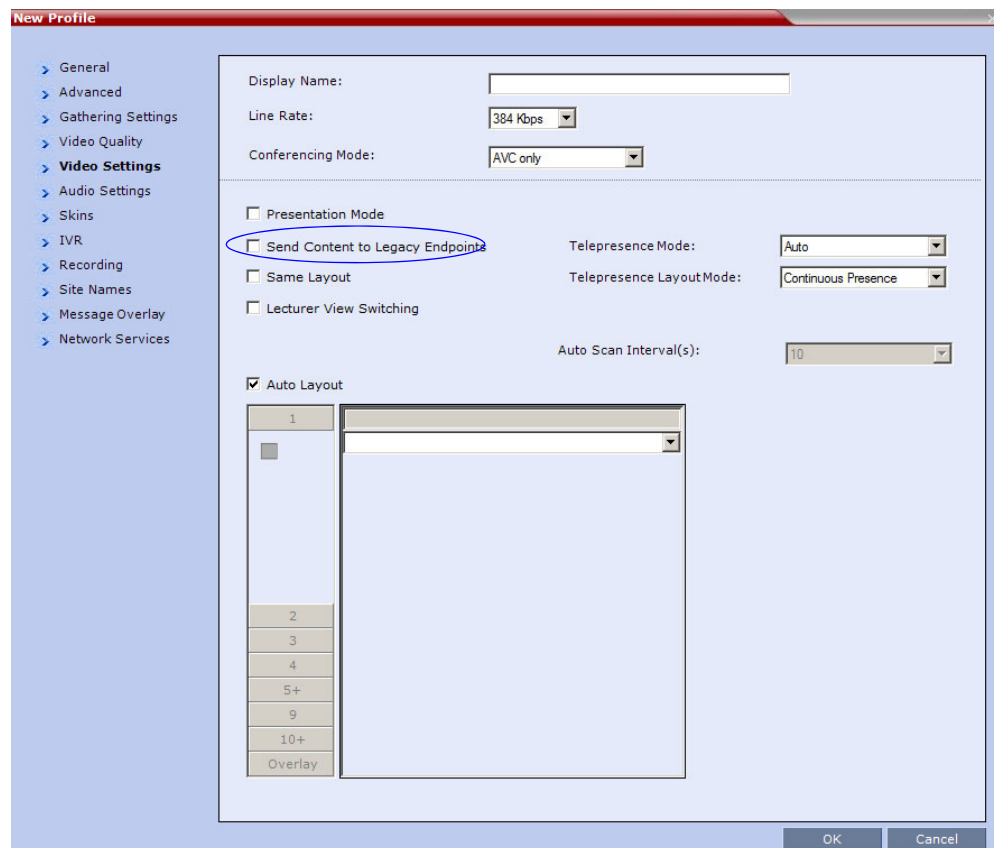 New Profile
General
Advanced
Gathering Settings
Video Quality
Video Settings
Audio Settings
Skins
IVR
Recording
Site Names
Message Overlay
Network Services
Display Name:
Line Rate: 384 Kbps
Conferencing Mode: AVC only
Presentation Mode
Send Content to Legacy Endpoints Telepresence Mode: Auto
Same Layout Telepresence Layout Mode: Continuous Presence
Lecturer View Switching
Auto Scan Interval(s): 10
Auto Layout
1
2
3
4
5+
9
10+
Overlay
OK Cancel